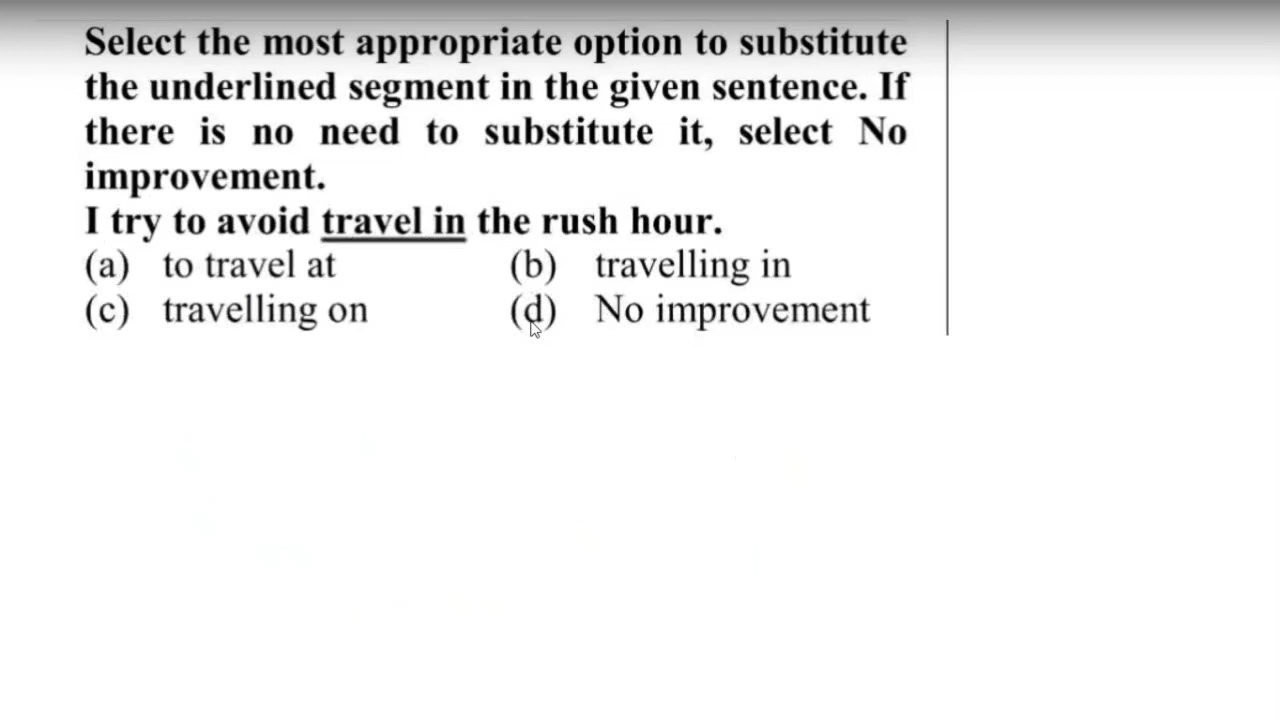 Select the most appropriate option to substitute
the underlined segment in the given sentence. If
there is no need to substitute it, select No
improvement.
I try to avoid travel in the rush hour.
(a) to travel at (b) travelling in
(c) travelling on (d) No improvement